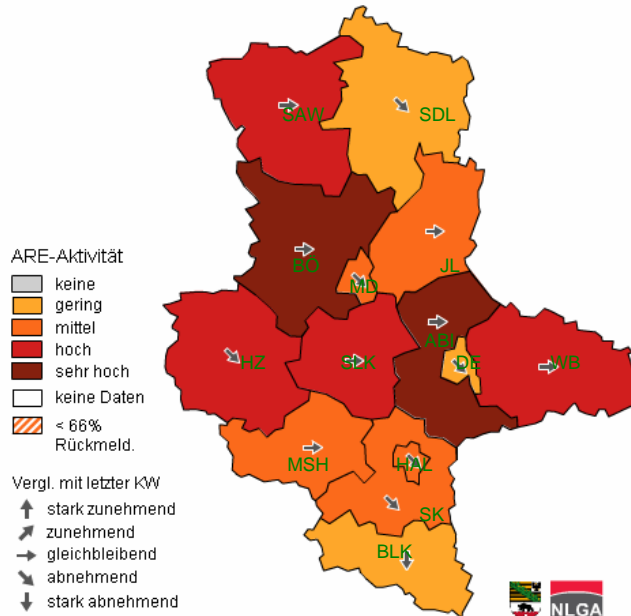 SAW
SDL
BÖ
JL
MD
ABI
HZ
SLK
DE
WB
MSH
HAL
SK
BLK
ARE-Aktivität
keine
gering
mittel
hoch
sehr hoch
keine Daten
< 66%
Rückmeld.
Vergl. mit letzter KW
stark zunehmend
zunehmend
gleichbleibend
abnehmend
stark abnehmend
NLGA